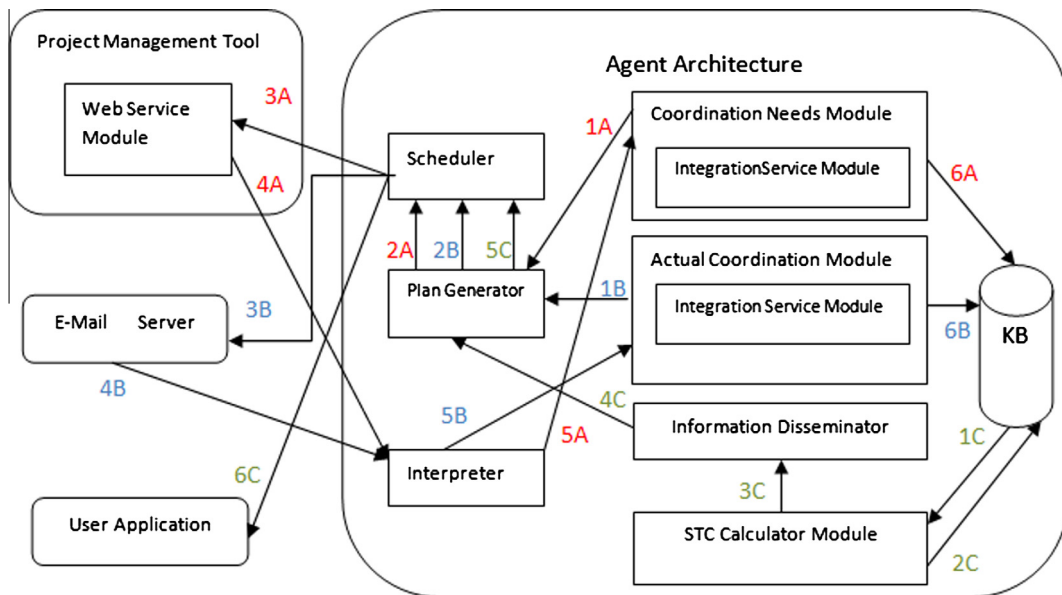 Project Management Tool
Web Service
Module
3A
4A
Agent Architecture
Scheduler
1A
Coordination Needs Module
IntegrationService Module
6A
2A
2B
5C
Plan Generator
1B
Actual Coordination Module
Integration Service Module
6B
KB
E-Mail Server
3B
4B
5B
4C
5A
Information Disseminator
1C
Interpreter
6C
3C
User Application
STC Calculator Module
2C